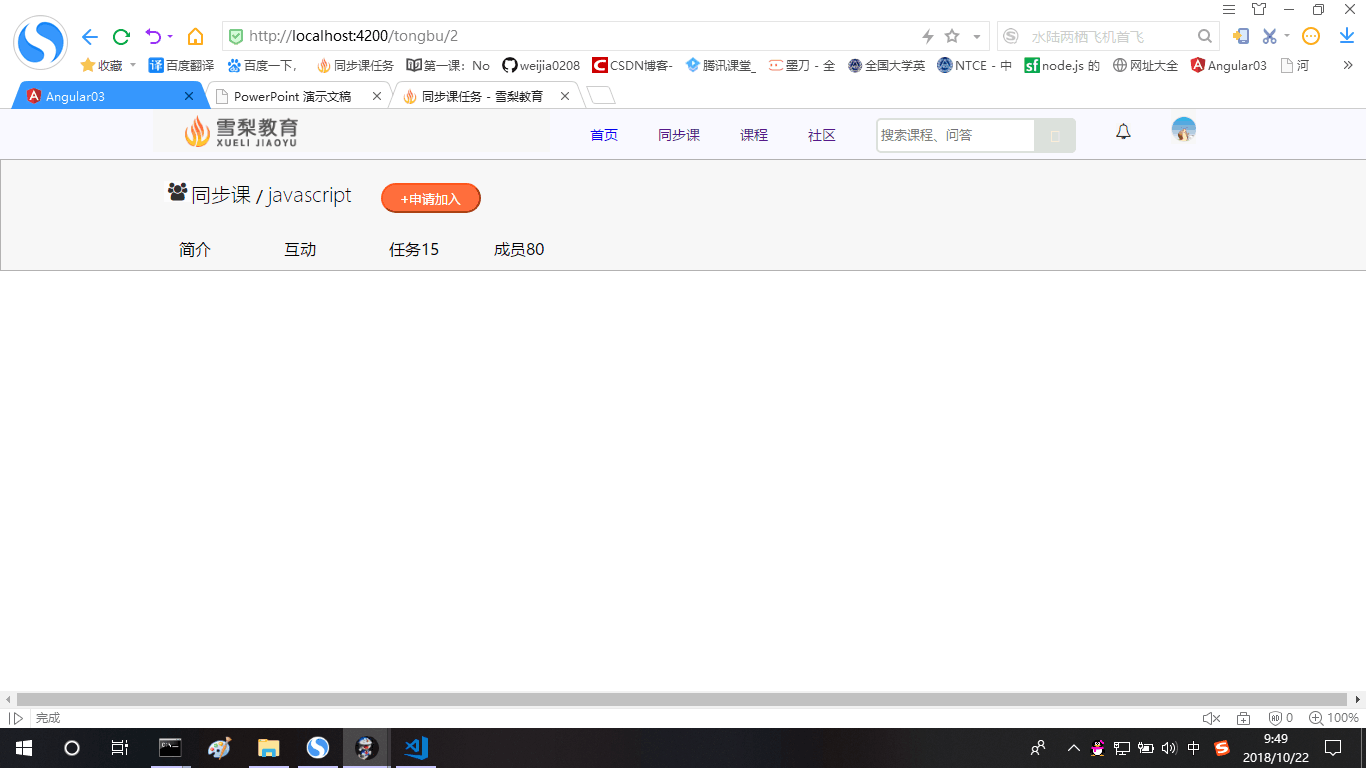 http://localhost:4200/tongbu/2
水陆两栖飞机首飞
收藏 百度翻译 百度一下， 同步课任务 第一课：No weijia0208 CSDN博客- 腾讯课堂_ 墨刀 - 全 全国大学英 NTCE - 中 node.js 的 网址大全 Angular03 河 »
Angular03 PowerPoint 演示文稿 同步课任务 - 雪梨教育
雪梨教育
XUELI JIAOYU
首页 同步课 课程 社区 搜索课程、问答
同步课 / javascript +申请加入
简介 互动 任务15 成员80
完成 0 100%
中 9:49
2018/10/22